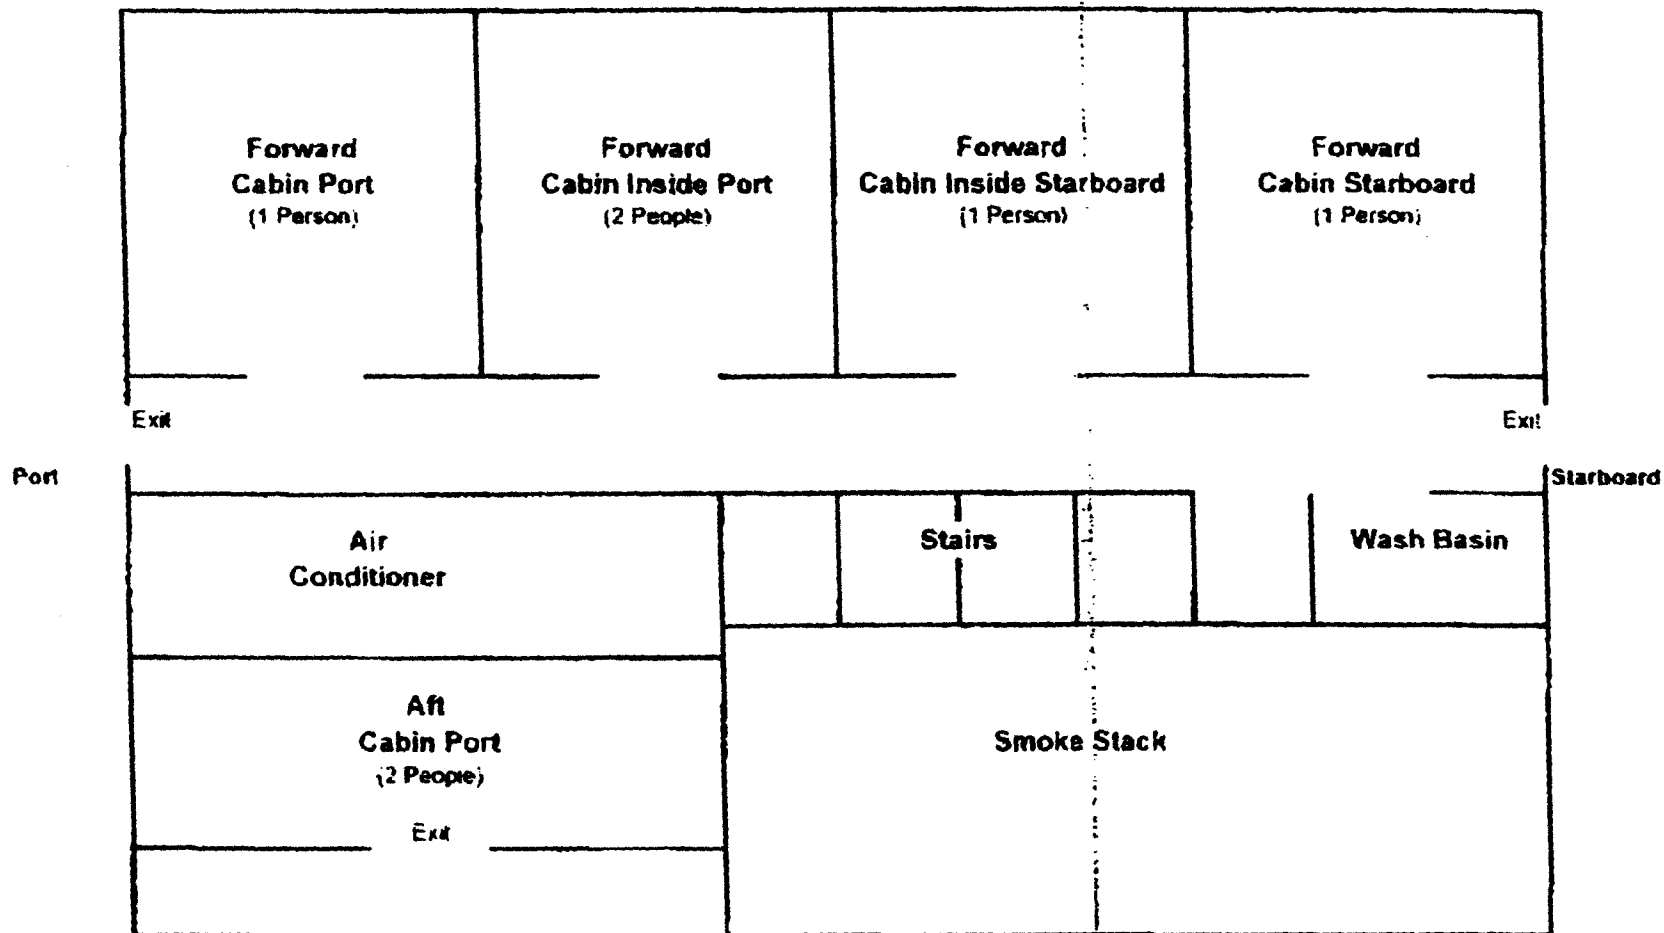 Forward
Cabin Port
(1 Person)
Forward
Cabin Inside Port
(2 People)
Forward
Cabin Inside Starboard
(1 Person)
Forward
Cabin Starboard
(1 Person)
Exit
Exit
Port
Starboard
Air
Conditioner
Stairs
Wash Basin
Aft
Cabin Port
(2 People)
Exit
Smoke Stack